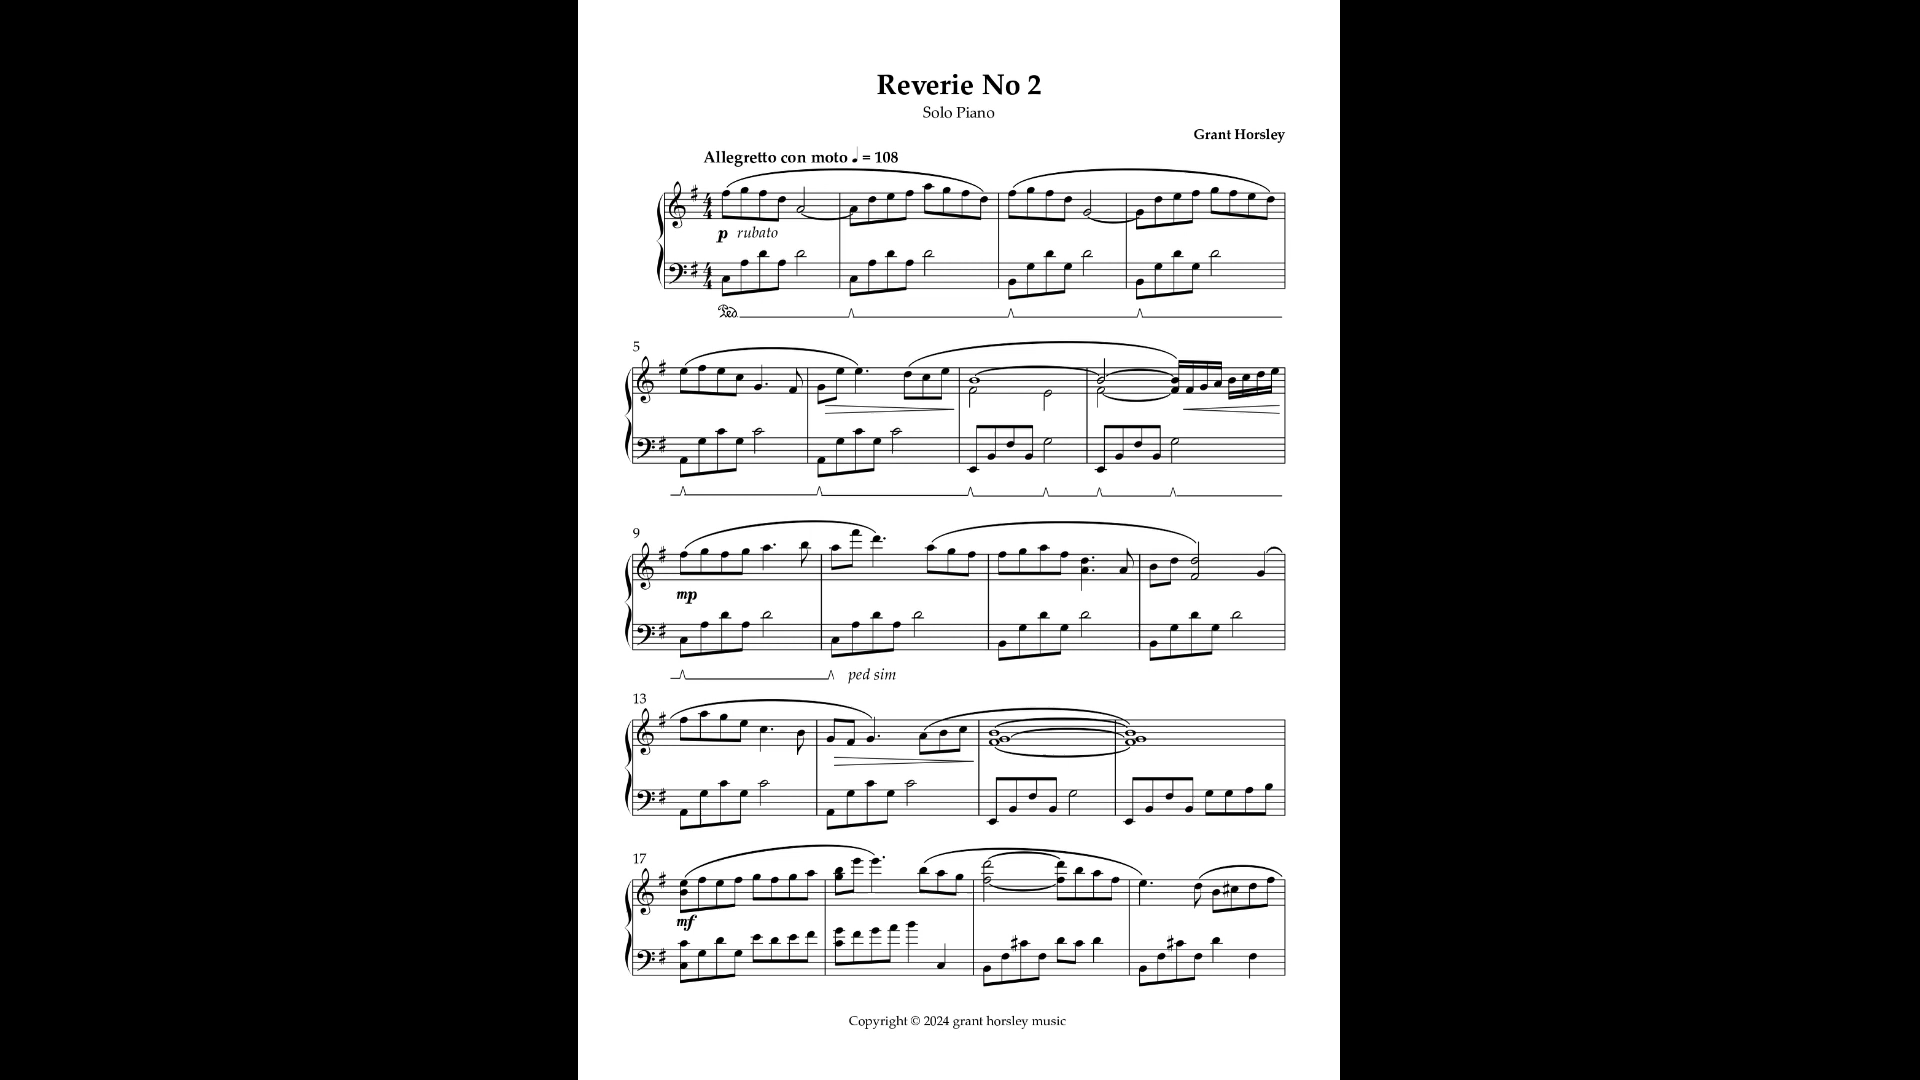 Reverie No 2
Solo Piano
Grant Horsley
Allegretto con moto ♩ = 108
p rubato
Ped
5
9
mp
ped sim
13
17
mf
Copyright © 2024 grant horsley music